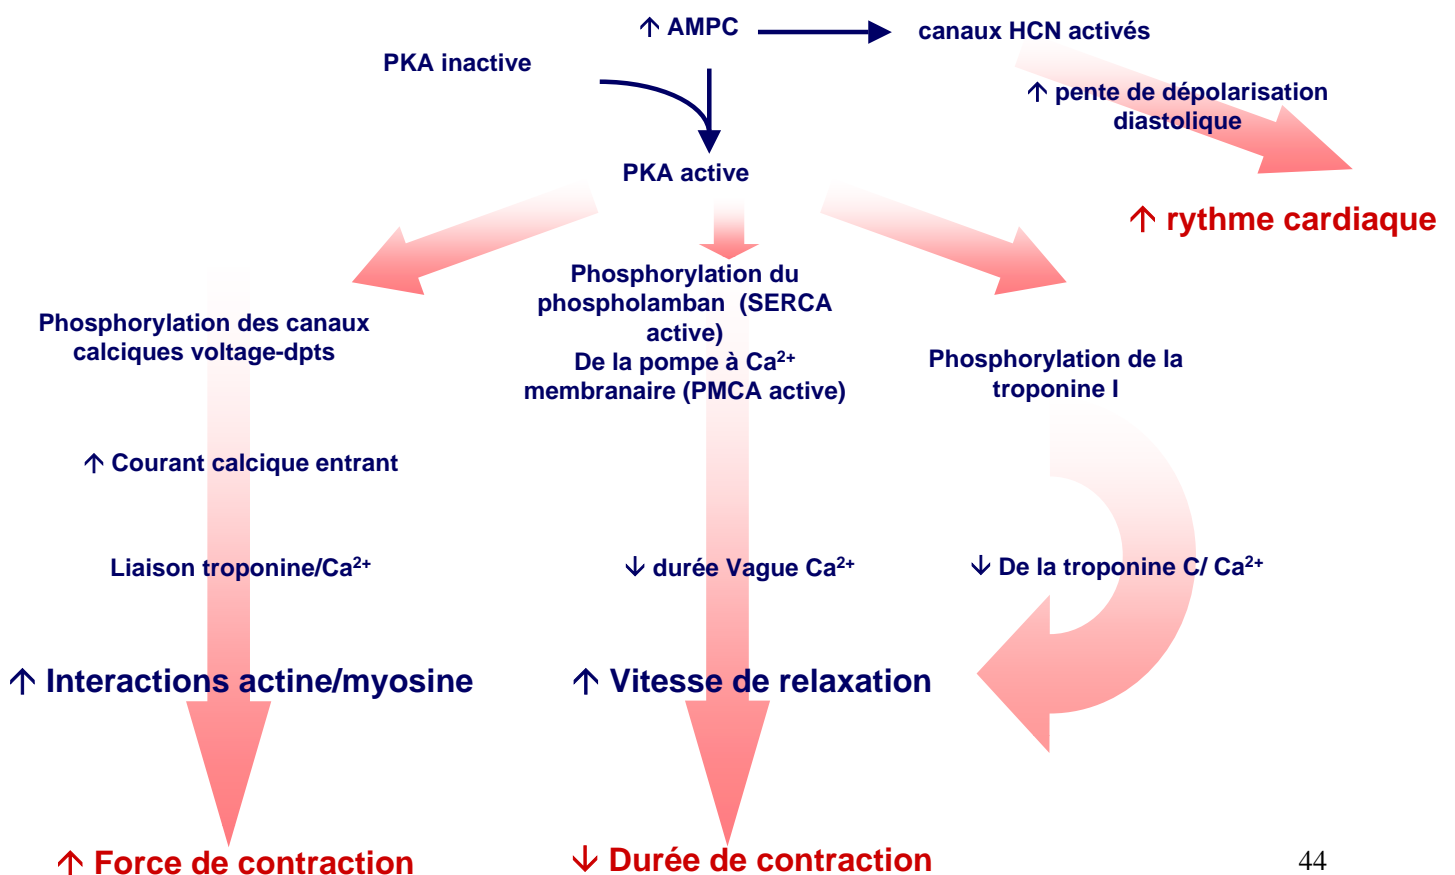 ↑ AMPC
canaux HCN activés
PKA inactive
↑ pente de dépolarisation
diastolique
PKA active
↑ rythme cardiaque
Phosphorylation des canaux
calciques voltage-dpts
Phosphorylation du
phospholamban (SERCA
active)
De la pompe à Ca²⁺
membranaire (PMCA active)
Phosphorylation de la
troponine I
↑ Courant calcique entrant
Liaison troponine/Ca²⁺
↓ durée Vague Ca²⁺
↓ De la troponine C/ Ca²⁺
↑ Interactions actine/myosine
↑ Vitesse de relaxation
↑ Force de contraction
↓ Durée de contraction
44